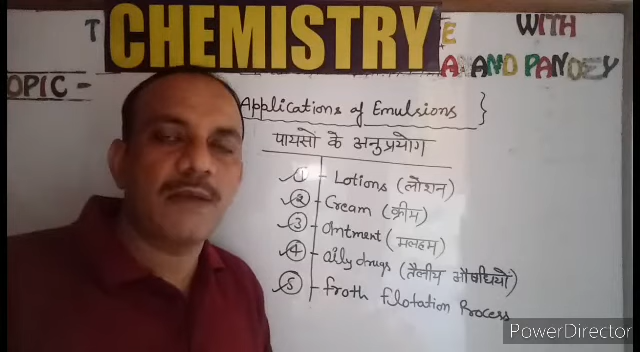 T CHEMISTRY E WITH
ANAND PANDEY
OPIC -
Applications of Emulsions }
पायसो के अनुप्रयोग
1 - Lotions (लोशन)
2 - Cream (क्रीम)
3 - Ointment (मलहम)
4 - oily drugs (तैलीय औषधियों)
5 - froth flotation Process
PowerDirector